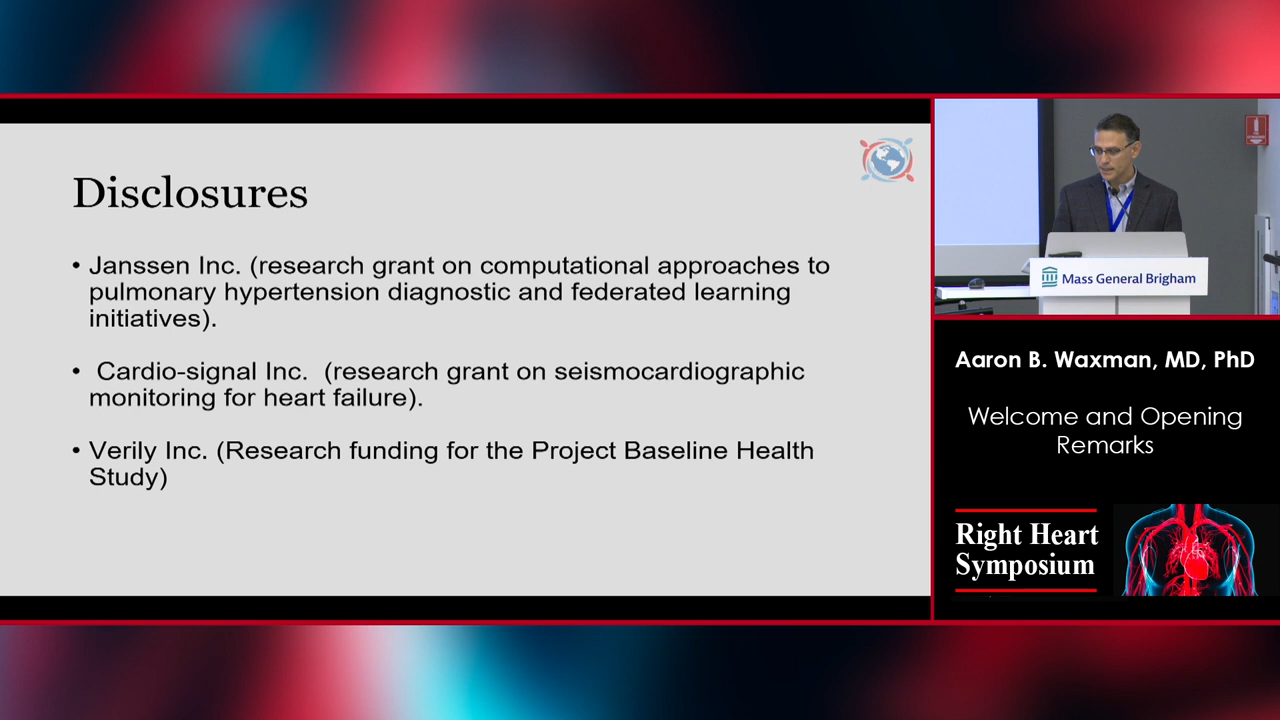 Disclosures
• Janssen Inc. (research grant on computational approaches to
pulmonary hypertension diagnostic and federated learning
initiatives).
• Cardio-signal Inc. (research grant on seismocardiographic
monitoring for heart failure).
• Verily Inc. (Research funding for the Project Baseline Health
Study)
Mass General Brigham
Aaron B. Waxman, MD, PhD
Welcome and Opening
Remarks
Right Heart
Symposium